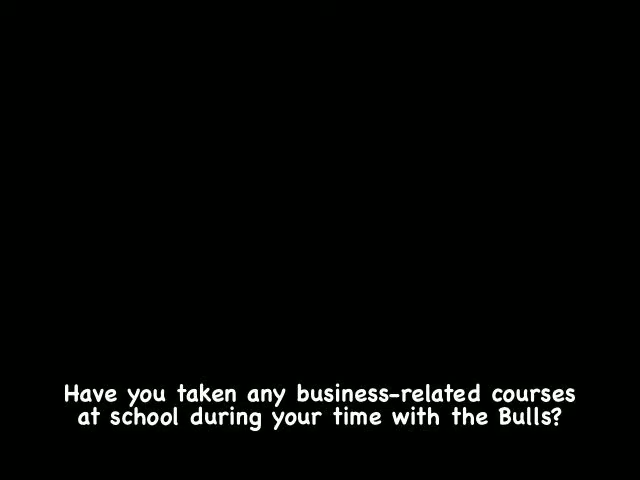 Have you taken any business-related courses
at school during your time with the Bulls?